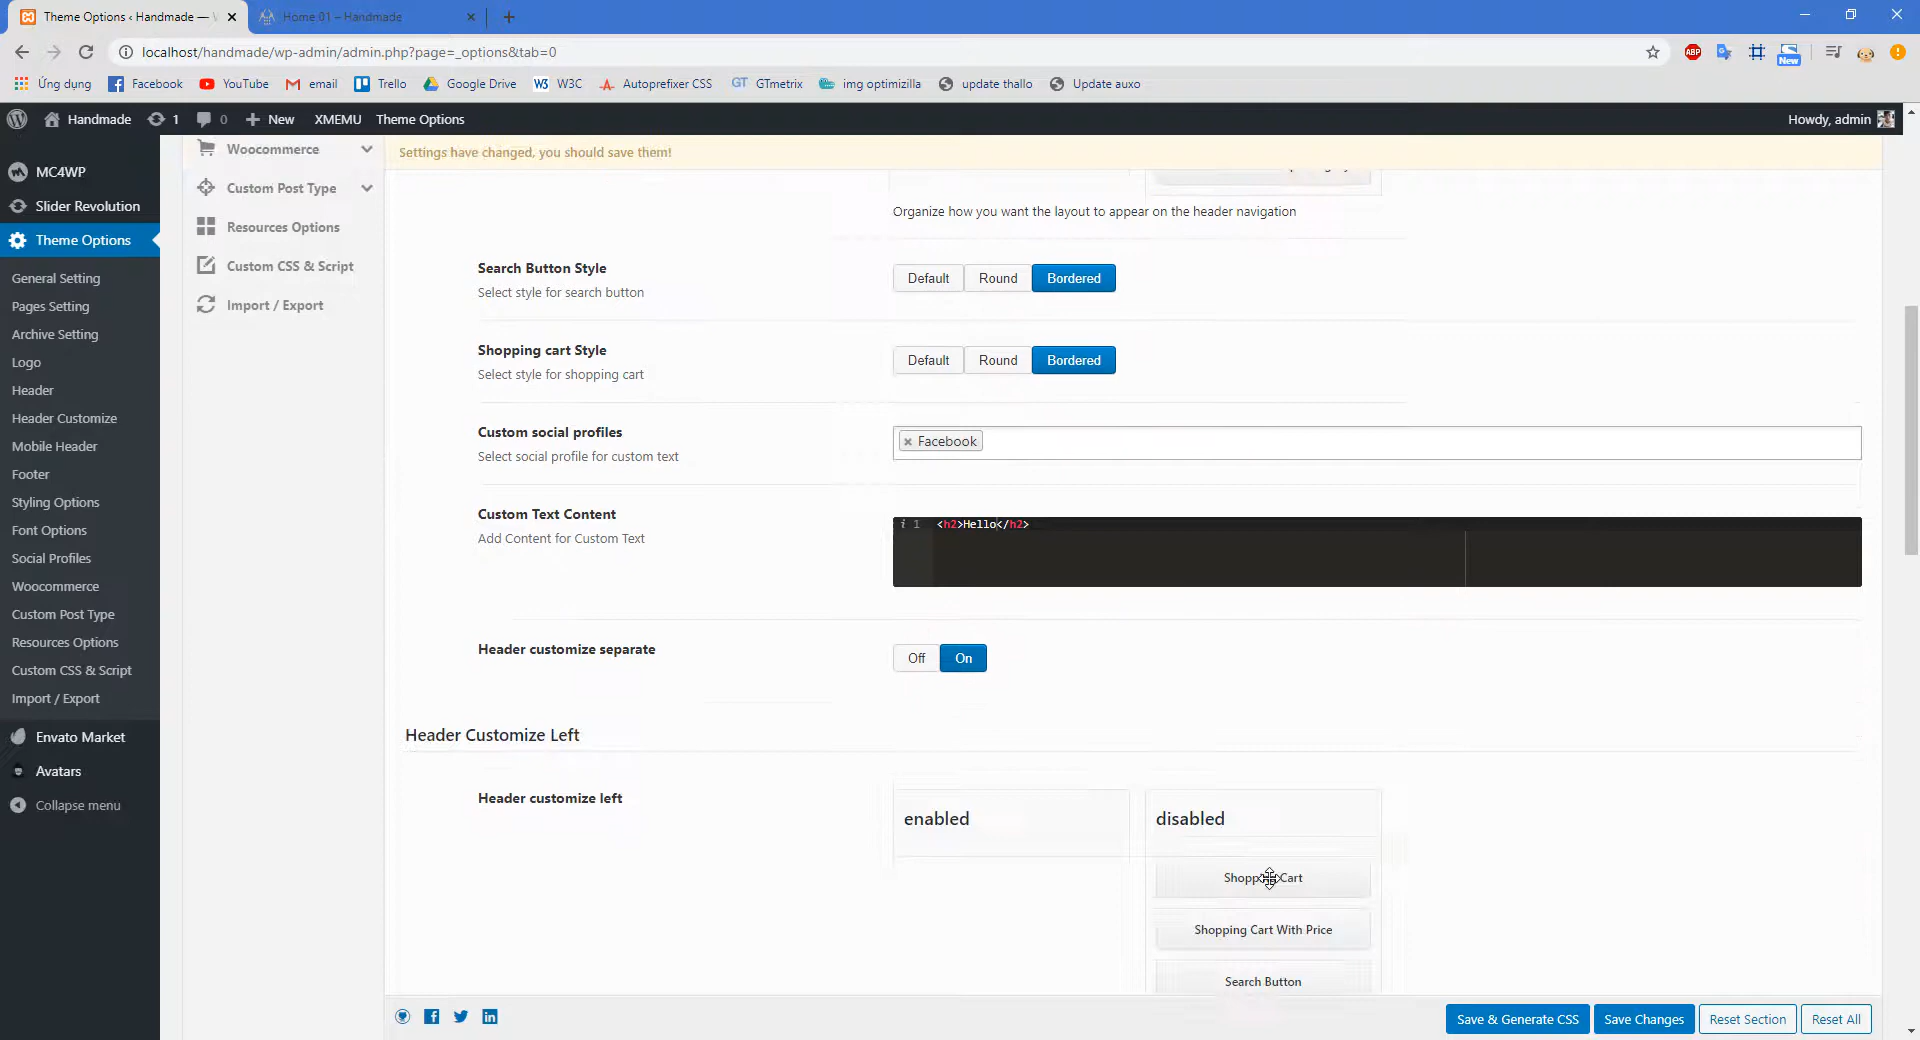 Theme Options ‹ Handmade —
Home 01 – Handmade
localhost/handmade/wp-admin/admin.php?page=_options&tab=0
ABP
New
Ứng dụng
Facebook
YouTube
email
Trello
Google Drive
W3C
Autoprefixer CSS
GT GTmetrix
img optimizilla
update thallo
Update auxo
Handmade
1
0
New
XMEMU
Theme Options
Howdy, admin
MC4WP
Slider Revolution
Theme Options
General Setting
Pages Setting
Archive Setting
Logo
Header
Header Customize
Mobile Header
Footer
Styling Options
Font Options
Social Profiles
Woocommerce
Custom Post Type
Resources Options
Custom CSS & Script
Import / Export
Envato Market
Avatars
Collapse menu
Woocommerce
Custom Post Type
Resources Options
Custom CSS & Script
Import / Export
Settings have changed, you should save them!
Organize how you want the layout to appear on the header navigation
Search Button Style
Select style for search button
Default
Round
Bordered
Shopping cart Style
Select style for shopping cart
Default
Round
Bordered
Custom social profiles
Select social profile for custom text
× Facebook
Custom Text Content
Add Content for Custom Text
i 1 <h2>Hello</h2>
Header customize separate
Off
On
Header Customize Left
Header customize left
enabled
disabled
Shopping Cart
Shopping Cart With Price
Search Button
Save & Generate CSS
Save Changes
Reset Section
Reset All